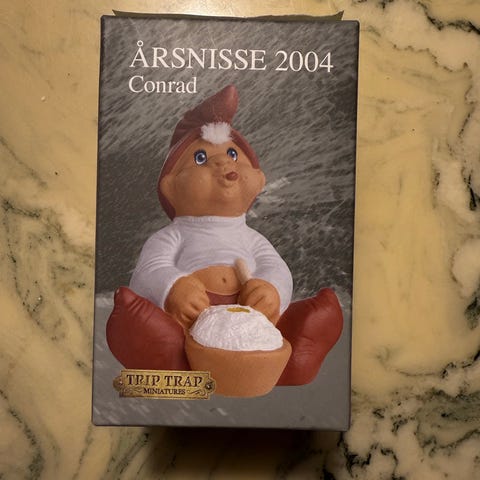 ÅRSNISSE 2004
Conrad
TRIP TRAP
MINIATURES